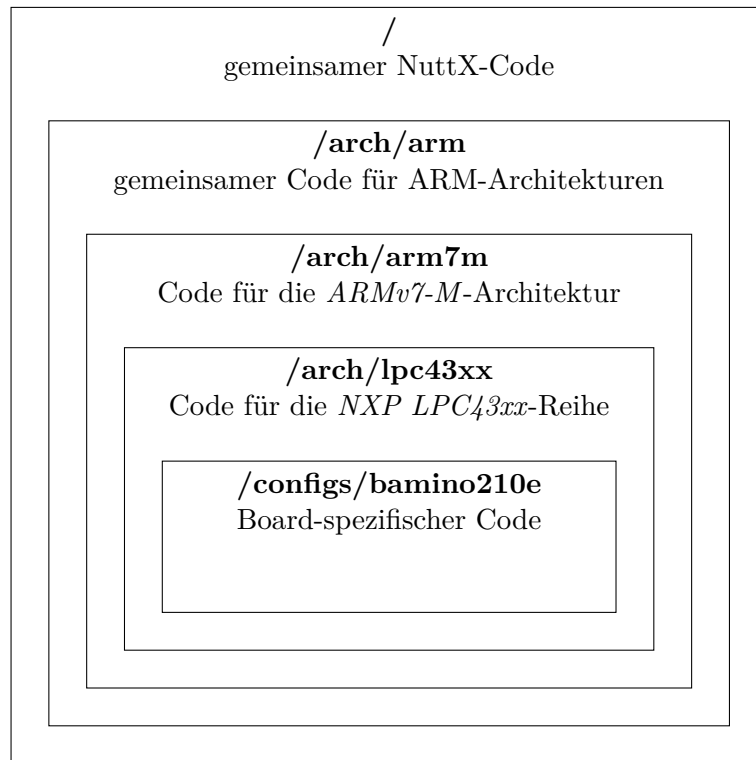 /
gemeinsamer NuttX-Code
/arch/arm
gemeinsamer Code für ARM-Architekturen
/arch/arm7m
Code für die ARMv7-M-Architektur
/arch/lpc43xx
Code für die NXP LPC43xx-Reihe
/configs/bamino210e
Board-spezifischer Code